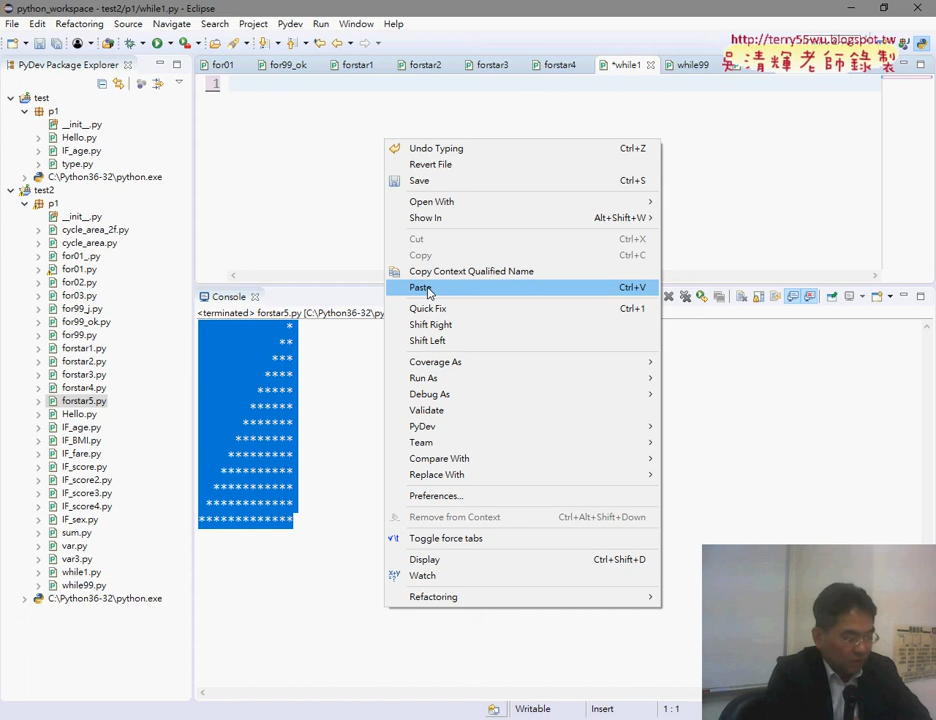 python_workspace - test2/p1/while1.py - Eclipse
File Edit Refactoring Source Navigate Search Project Pydev Run Window Help
http://terry55wu.blogspot.tw
吳清輝老師錄製
PyDev Package Explorer
for01 for99_ok forstar1 forstar2 forstar3 forstar4 *while1 while99
1
test
p1
__init__.py
Hello.py
IF_age.py
type.py
C:\Python36-32\python.exe
test2
p1
__init__.py
cycle_area_2f.py
cycle_area.py
for01_.py
for01.py
for02.py
for03.py
for99_j.py
for99_ok.py
for99.py
forstar1.py
forstar2.py
forstar3.py
forstar4.py
forstar5.py
Hello.py
IF_age.py
IF_BMI.py
IF_fare.py
IF_score.py
IF_score2.py
IF_score3.py
IF_score4.py
IF_sex.py
sum.py
var.py
var3.py
while1.py
while99.py
C:\Python36-32\python.exe
Undo Typing Ctrl+Z
Revert File
Save Ctrl+S
Open With
Show In Alt+Shift+W
Cut Ctrl+X
Copy Ctrl+C
Copy Context Qualified Name
Paste Ctrl+V
Quick Fix Ctrl+1
Shift Right
Shift Left
Coverage As
Run As
Debug As
Validate
PyDev
Team
Compare With
Replace With
Preferences...
Remove from Context Ctrl+Alt+Shift+Down
Toggle force tabs
Display Ctrl+Shift+D
Watch
Refactoring
Console
<terminated> forstar5.py [C:\Python36-32\py
*
**
***
****
*****
******
*******
********
*********
**********
***********
************
*************
Writable Insert 1 : 1